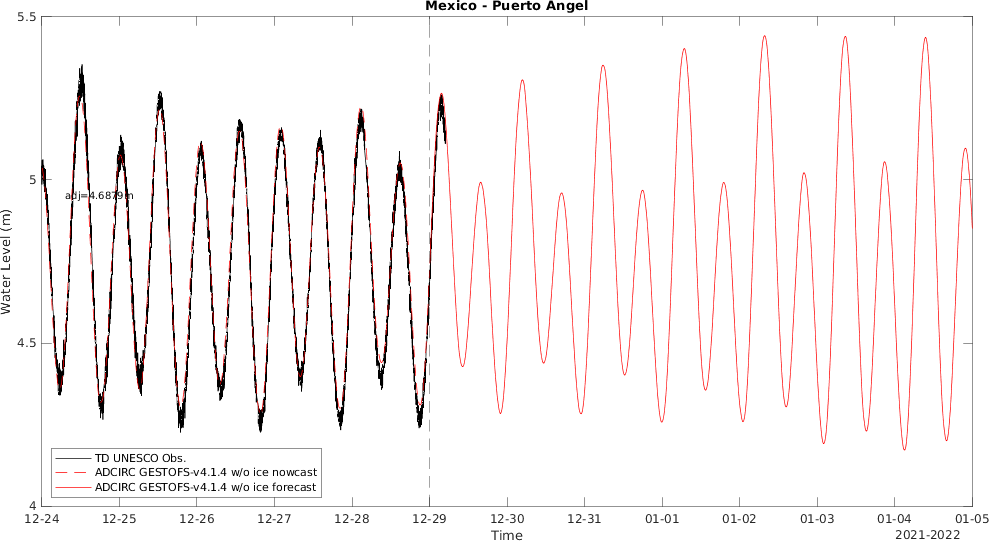 Mexico - Puerto Angel
5.5
5
4.5
4
Water Level (m)
adj=4.6879m
TD UNESCO Obs.
ADCIRC GESTOFS-v4.1.4 w/o ice nowcast
ADCIRC GESTOFS-v4.1.4 w/o ice forecast
12-24 12-25 12-26 12-27 12-28 12-29 12-30 12-31 01-01 01-02 01-03 01-04 01-05
Time
2021-2022